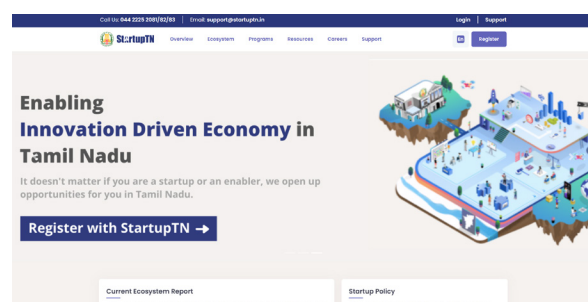 Call Us: 044 2225 2081/82/83 | Email: support@startuptn.in
Login | Support
StartupTN
Overview Ecosystem Programs Resources Careers Support
Register
Enabling
Innovation Driven Economy in
Tamil Nadu
It doesn't matter if you are a startup or an enabler, we open up
opportunities for you in Tamil Nadu.
Register with StartupTN →
Current Ecosystem Report
Startup Policy